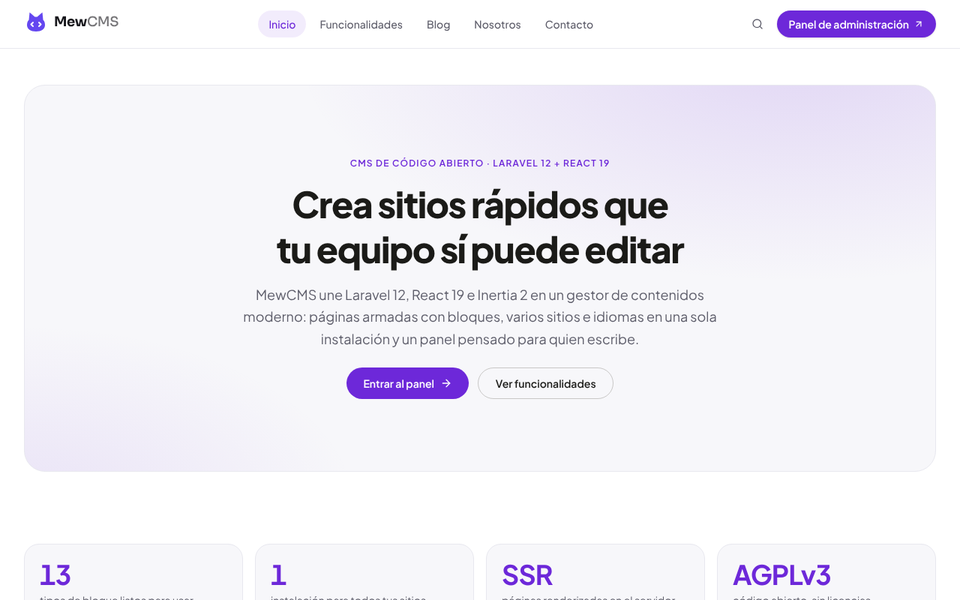 MewCMS
Inicio
Funcionalidades
Blog
Nosotros
Contacto
Panel de administración
CMS DE CÓDIGO ABIERTO · LARAVEL 12 + REACT 19
Crea sitios rápidos que
tu equipo sí puede editar
MewCMS une Laravel 12, React 19 e Inertia 2 en un gestor de contenidos
moderno: páginas armadas con bloques, varios sitios e idiomas en una sola
instalación y un panel pensado para quien escribe.
Entrar al panel
Ver funcionalidades
13
1
SSR
AGPLv3